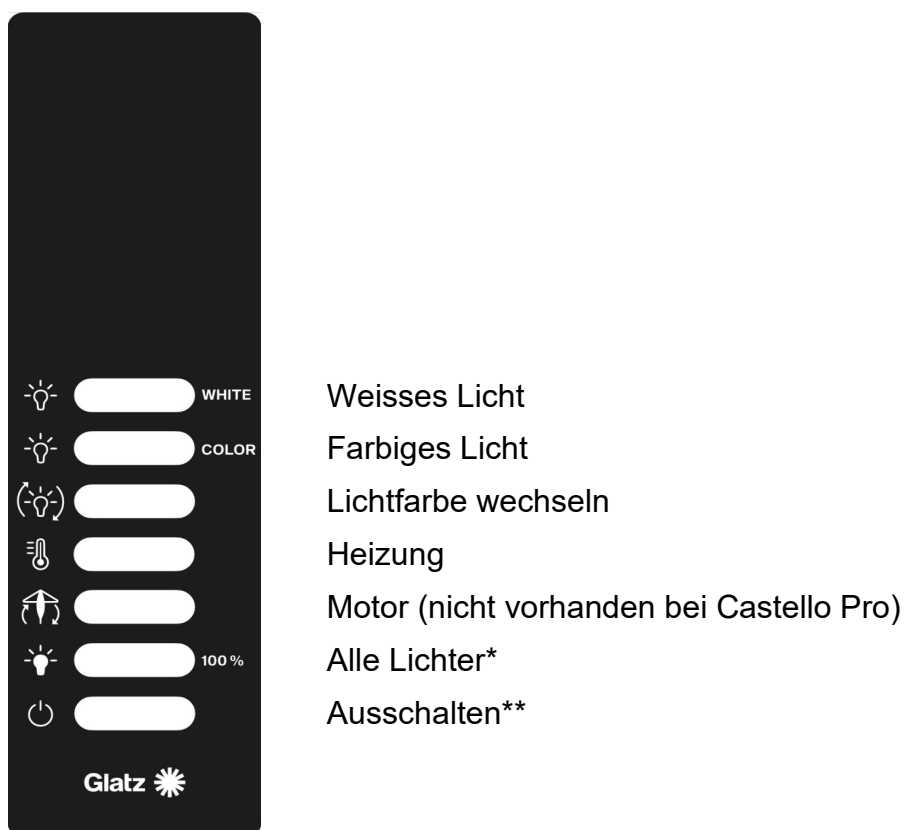 WHITE Weisses Licht
COLOR Farbiges Licht
Lichtfarbe wechseln
Heizung
Motor (nicht vorhanden bei Castello Pro)
100 % Alle Lichter*
Ausschalten**
Glatz